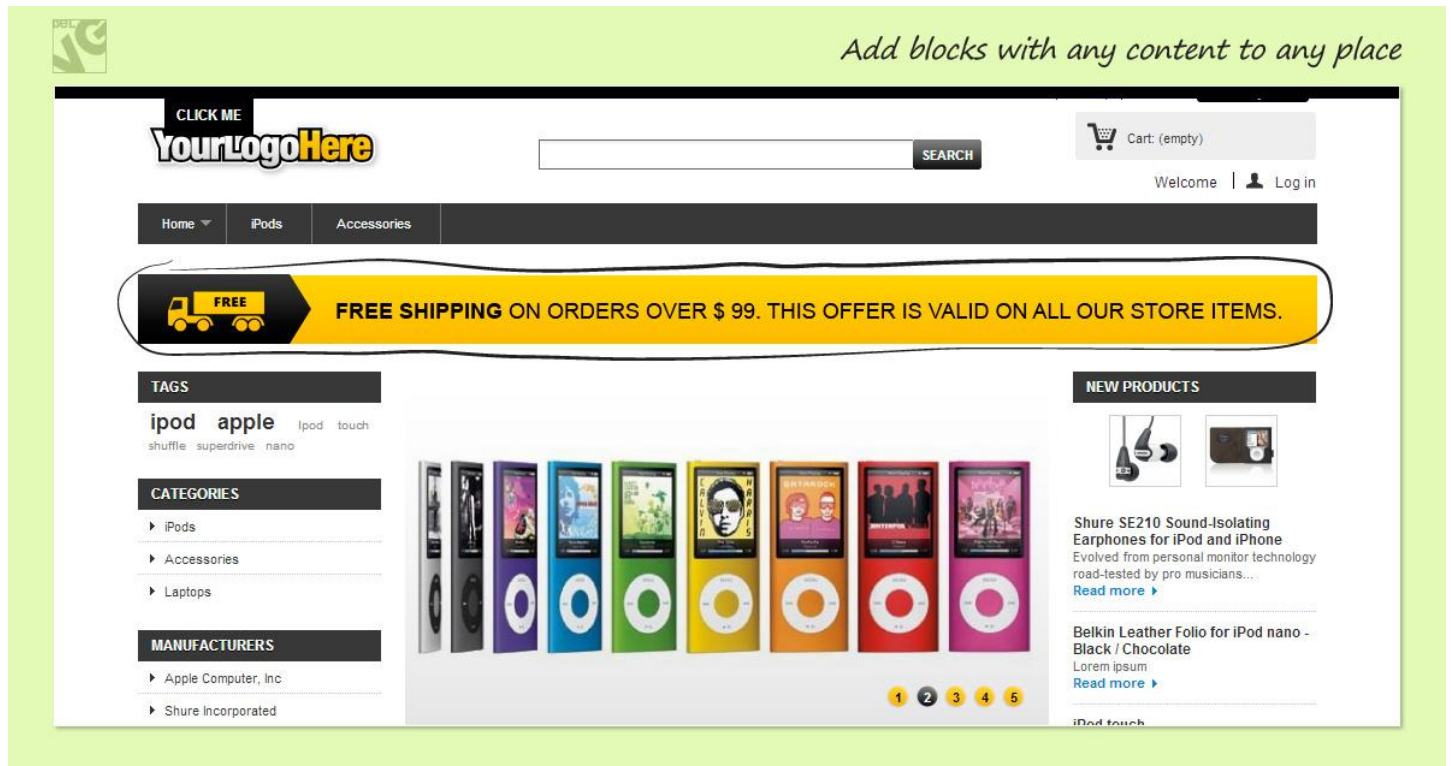 Add blocks with any content to any place
CLICK ME
YourLogoHere
SEARCH
Cart: (empty)
Welcome
Log in
Home
iPods
Accessories
FREE
FREE SHIPPING ON ORDERS OVER $ 99. THIS OFFER IS VALID ON ALL OUR STORE ITEMS.
TAGS
ipod apple Ipod touch
shuffle superdrive nano
CATEGORIES
iPods
Accessories
Laptops
MANUFACTURERS
Apple Computer, Inc
Shure Incorporated
CALVIN HARRIS
1 2 3 4 5
NEW PRODUCTS
Shure SE210 Sound-Isolating
Earphones for iPod and iPhone
Evolved from personal monitor technology
road-tested by pro musicians...
Read more
Belkin Leather Folio for iPod nano -
Black / Chocolate
Lorem ipsum
Read more
iPod touch